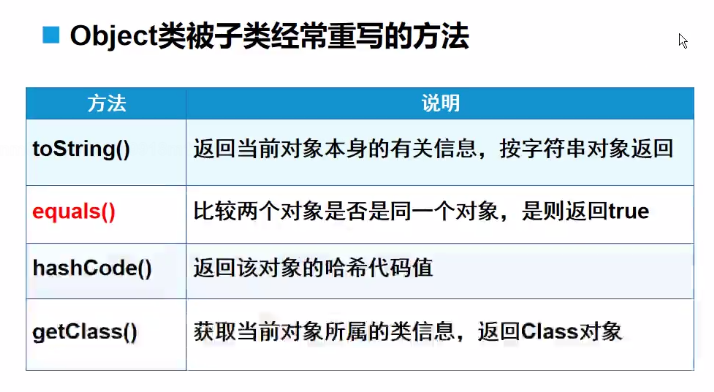 Object类被子类经常重写的方法
方法 说明
toString() 返回当前对象本身的有关信息，按字符串对象返回
equals() 比较两个对象是否是同一个对象，是则返回true
hashCode() 返回该对象的哈希代码值
getClass() 获取当前对象所属的类信息，返回Class对象